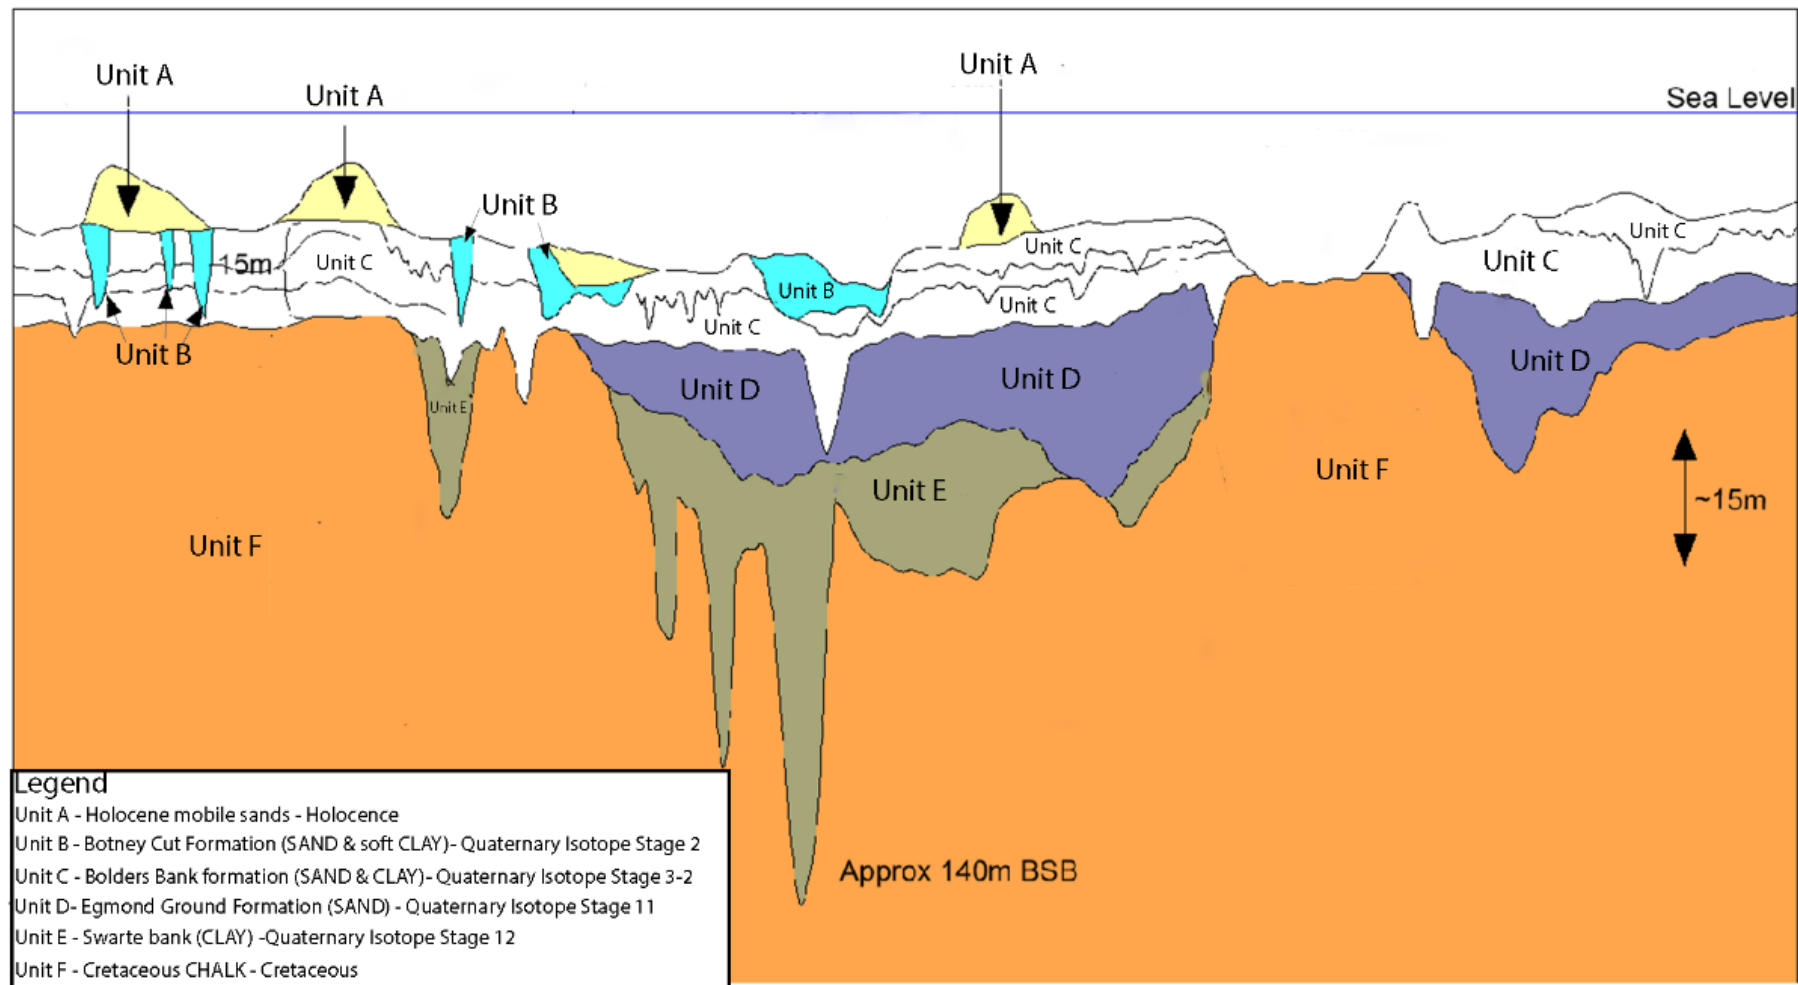 Unit A
Unit A
Unit A
Sea Level
Unit B
15m
Unit C
Unit C
Unit C
Unit C
Unit B
Unit C
Unit C
Unit B
Unit D
Unit D
Unit D
Unit E
Unit E
Unit F
~15m
Unit F
Approx 140m BSB
Legend
Unit A - Holocene mobile sands - Holocence
Unit B - Botney Cut Formation (SAND & soft CLAY)- Quaternary Isotope Stage 2
Unit C - Bolders Bank formation (SAND & CLAY)- Quaternary Isotope Stage 3-2
Unit D- Egmond Ground Formation (SAND) - Quaternary Isotope Stage 11
Unit E - Swarte bank (CLAY) -Quaternary Isotope Stage 12
Unit F - Cretaceous CHALK - Cretaceous